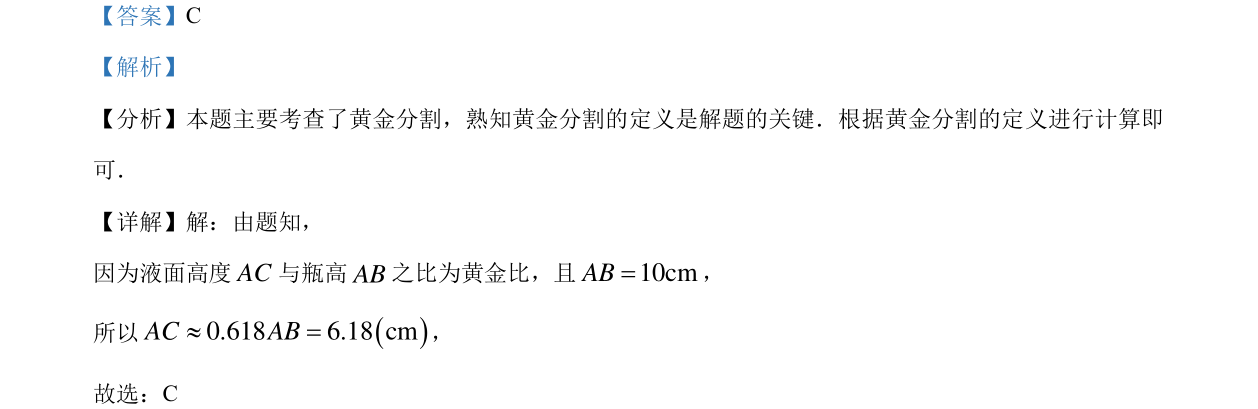 【答案】C
【解析】
【分析】本题主要考查了黄金分割，熟知黄金分割的定义是解题的关键．根据黄金分割的定义进行计算即
可．
【详解】解：由题知，
因为液面高度 AC 与瓶高 AB 之比为黄金比，且 AB = 10cm，
所以 AC ≈ 0.618AB = 6.18(cm)，
故选：C